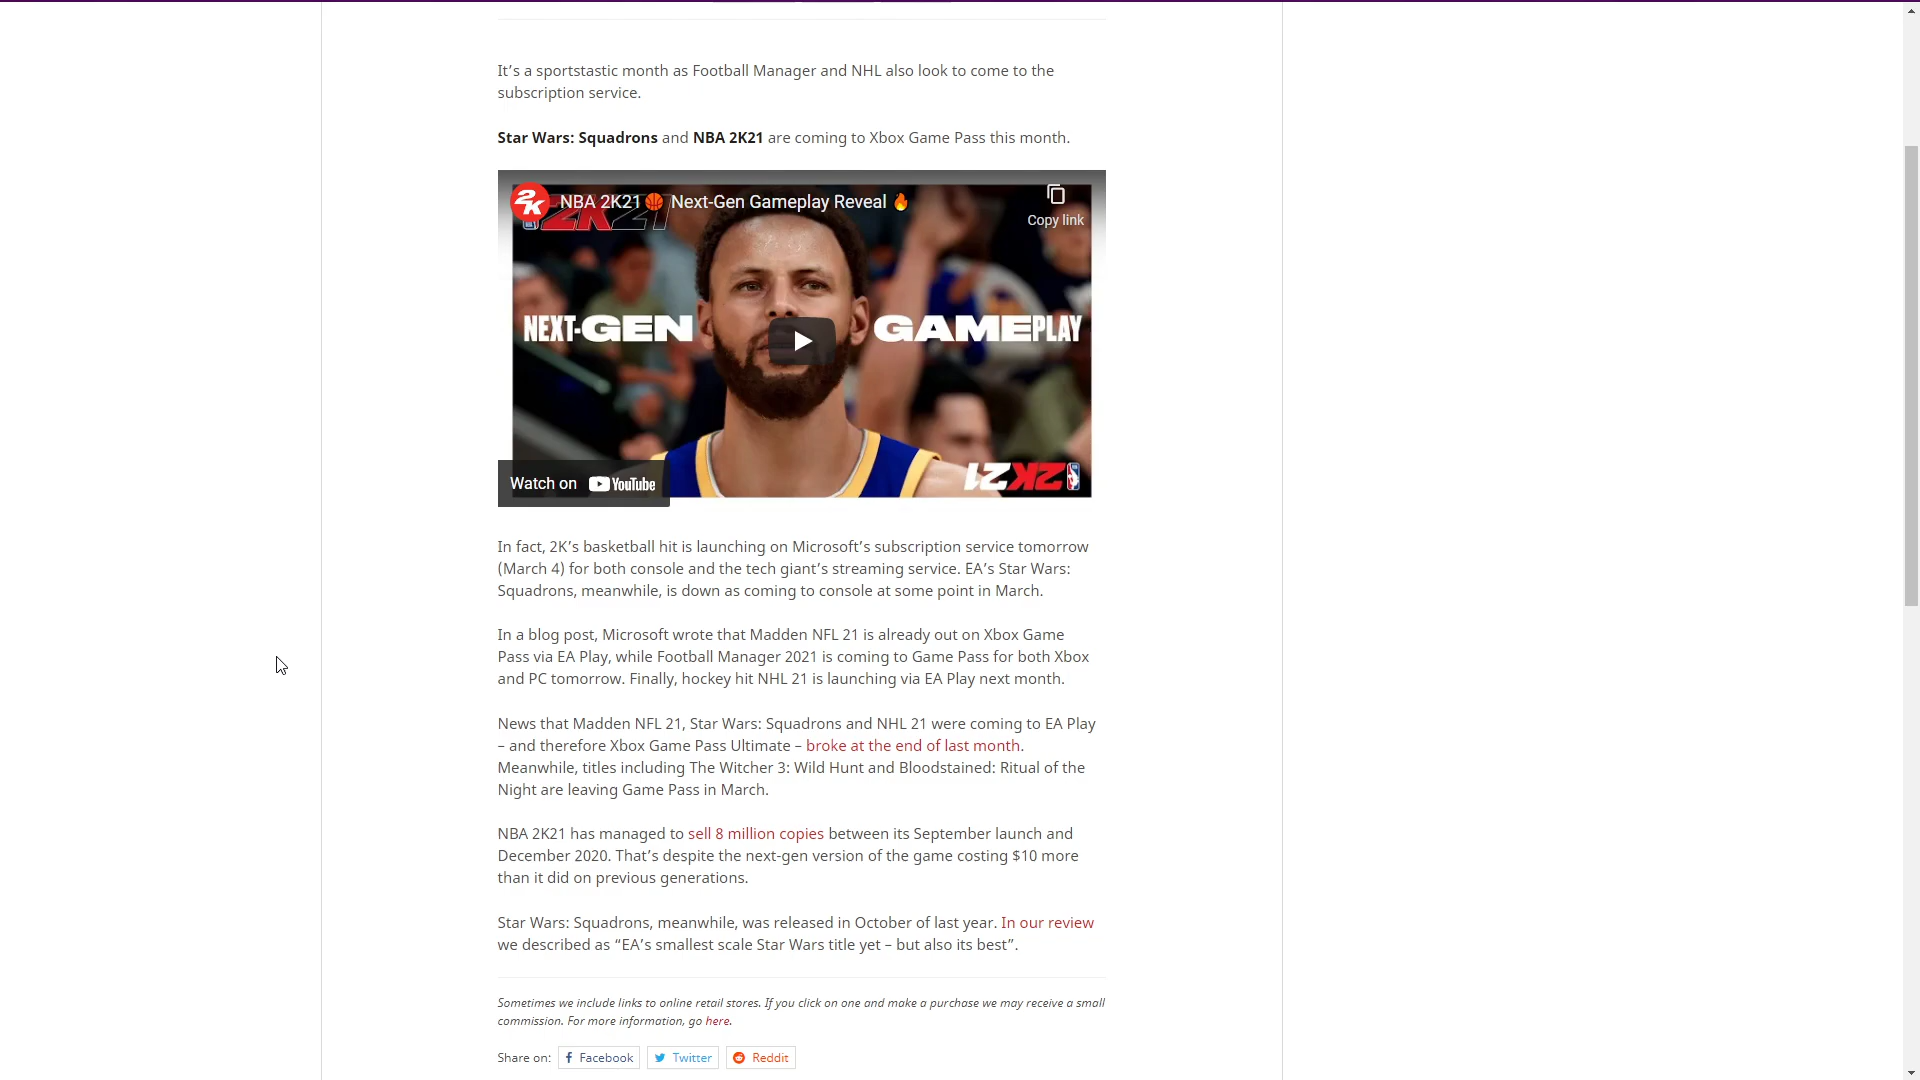 It’s a sportstastic month as Football Manager and NHL also look to come to the
subscription service.
Star Wars: Squadrons and NBA 2K21 are coming to Xbox Game Pass this month.
2K
NBA 2K21🏀 Next-Gen Gameplay Reveal 🔥
Copy link
2K21
NEXT-GEN GAMEPLAY
2K21
Watch on YouTube
In fact, 2K’s basketball hit is launching on Microsoft’s subscription service tomorrow
(March 4) for both console and the tech giant’s streaming service. EA’s Star Wars:
Squadrons, meanwhile, is down as coming to console at some point in March.
In a blog post, Microsoft wrote that Madden NFL 21 is already out on Xbox Game
Pass via EA Play, while Football Manager 2021 is coming to Game Pass for both Xbox
and PC tomorrow. Finally, hockey hit NHL 21 is launching via EA Play next month.
News that Madden NFL 21, Star Wars: Squadrons and NHL 21 were coming to EA Play
– and therefore Xbox Game Pass Ultimate – broke at the end of last month.
Meanwhile, titles including The Witcher 3: Wild Hunt and Bloodstained: Ritual of the
Night are leaving Game Pass in March.
NBA 2K21 has managed to sell 8 million copies between its September launch and
December 2020. That’s despite the next-gen version of the game costing $10 more
than it did on previous generations.
Star Wars: Squadrons, meanwhile, was released in October of last year. In our review
we described as “EA’s smallest scale Star Wars title yet – but also its best”.
Sometimes we include links to online retail stores. If you click on one and make a purchase we may receive a small
commission. For more information, go here.
Share on: Facebook Twitter Reddit